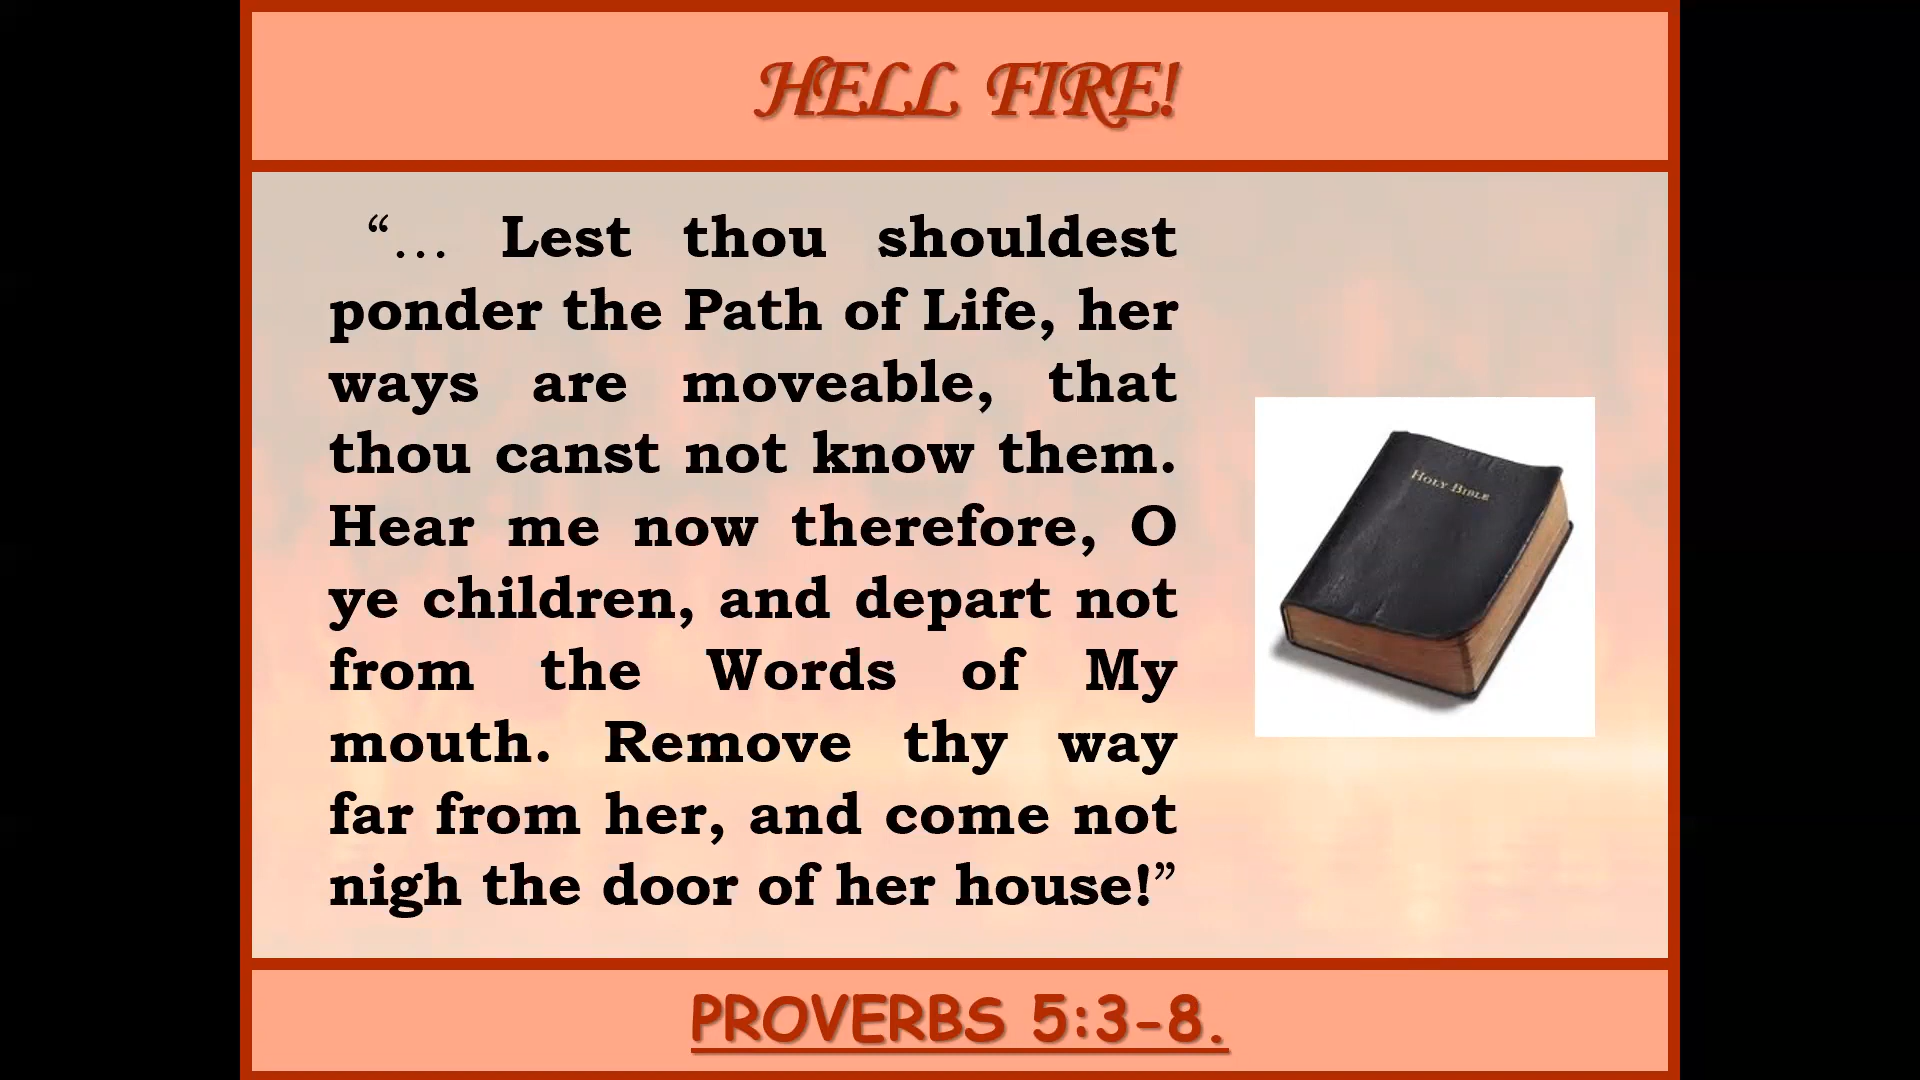 HELL FIRE!
“… Lest thou shouldest
ponder the Path of Life, her
ways are moveable, that
thou canst not know them.
Hear me now therefore, O
ye children, and depart not
from the Words of My
mouth. Remove thy way
far from her, and come not
nigh the door of her house!”
HOLY BIBLE
PROVERBS 5:3-8.